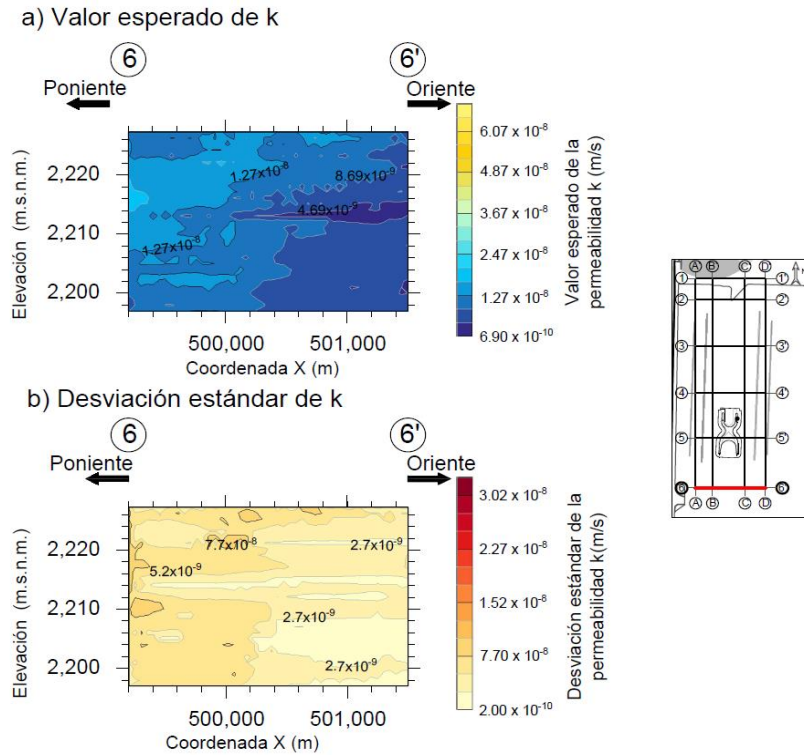 a) Valor esperado de k
6
6'
Poniente
Oriente
Elevación (m.s.n.m.)
2,220
2,210
2,200
1.27x10-8
8.69x10-9
4.69x10-9
1.27x10-8
500,000
501,000
Coordenada X (m)
6.07 x 10-8
4.87 x 10-8
3.67 x 10-8
2.47 x 10-8
1.27 x 10-8
6.90 x 10-10
Valor esperado de la
permeabilidad k (m/s)
b) Desviación estándar de k
6
6'
Poniente
Oriente
Elevación (m.s.n.m.)
2,220
2,210
2,200
7.7x10-8
2.7x10-9
5.2x10-9
2.7x10-9
2.7x10-9
500,000
501,000
Coordenada X (m)
3.02 x 10-8
2.27 x 10-8
1.52 x 10-8
7.70 x 10-8
2.00 x 10-10
Desviación estándar de la
permeabilidad k(m/s)
A B C D
1 1'
2 2'
3 3'
4 4'
5 5'
6 6'
A B C D